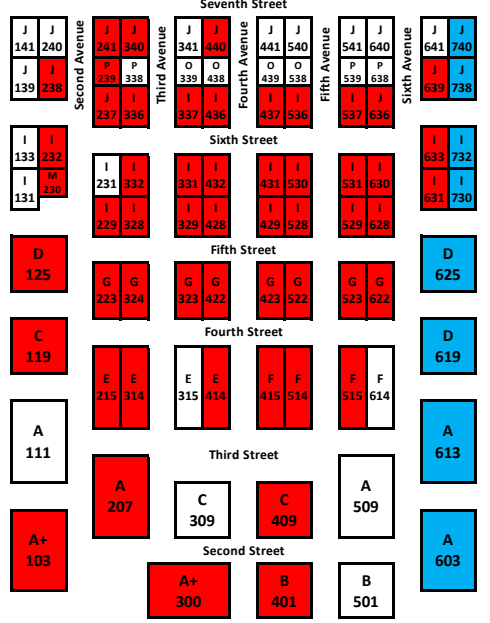 Seventh Street
J J J J J J J J J J J J
141 240 241 340 341 440 441 540 541 640 641 740
P P O O O O P P
239 338 339 438 439 538 539 638
J J J I I I I I J J J J
139 238 237 336 337 436 437 536 537 636 639 738
Second Avenue
Third Avenue
Fourth Avenue
Fifth Avenue
Sixth Avenue
Sixth Street
I I I I
133 232 633 732
I I I I I I I I
231 332 331 432 431 530 531 630
I M I I
131 230 631 730
I I I I I I I I
229 328 329 428 429 528 529 628
Fifth Street
D D
125 625
G G G G G G G G
223 324 323 422 423 522 523 622
Fourth Street
C D
119 619
E E E E F F F F
215 314 315 414 415 514 515 614
A A
111 613
Third Street
A C C A
207 309 409 509
A+ A
103 603
Second Street
A+ B B
300 401 501